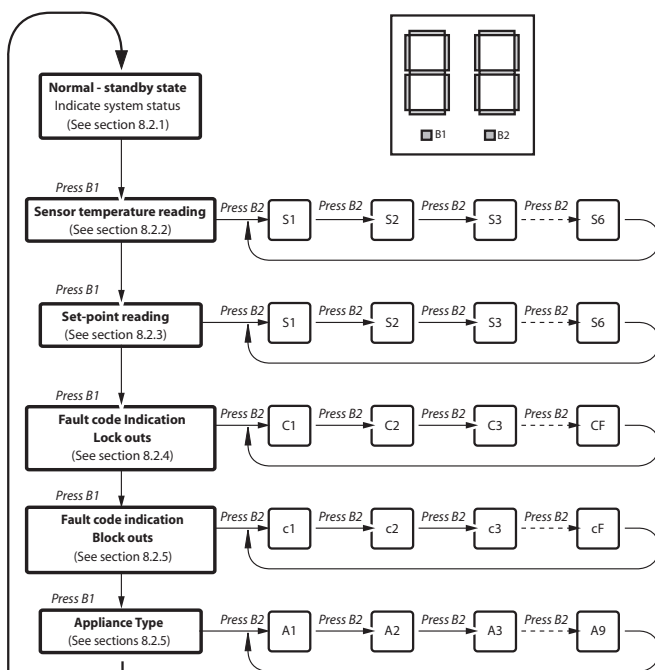 Normal - standby state
Indicate system status
(See section 8.2.1)
B1 B2
Press B1
Sensor temperature reading
(See section 8.2.2)
Press B2 S1 Press B2 S2 Press B2 S3 Press B2 S6
Press B1
Set-point reading
(See section 8.2.3)
Press B2 S1 Press B2 S2 Press B2 S3 Press B2 S6
Press B1
Fault code Indication
Lock outs
(See section 8.2.4)
Press B2 C1 Press B2 C2 Press B2 C3 Press B2 CF
Press B1
Fault code indication
Block outs
(See section 8.2.5)
Press B2 c1 Press B2 c2 Press B2 c3 Press B2 cF
Press B1
Appliance Type
(See sections 8.2.5)
Press B2 A1 Press B2 A2 Press B2 A3 Press B2 A9